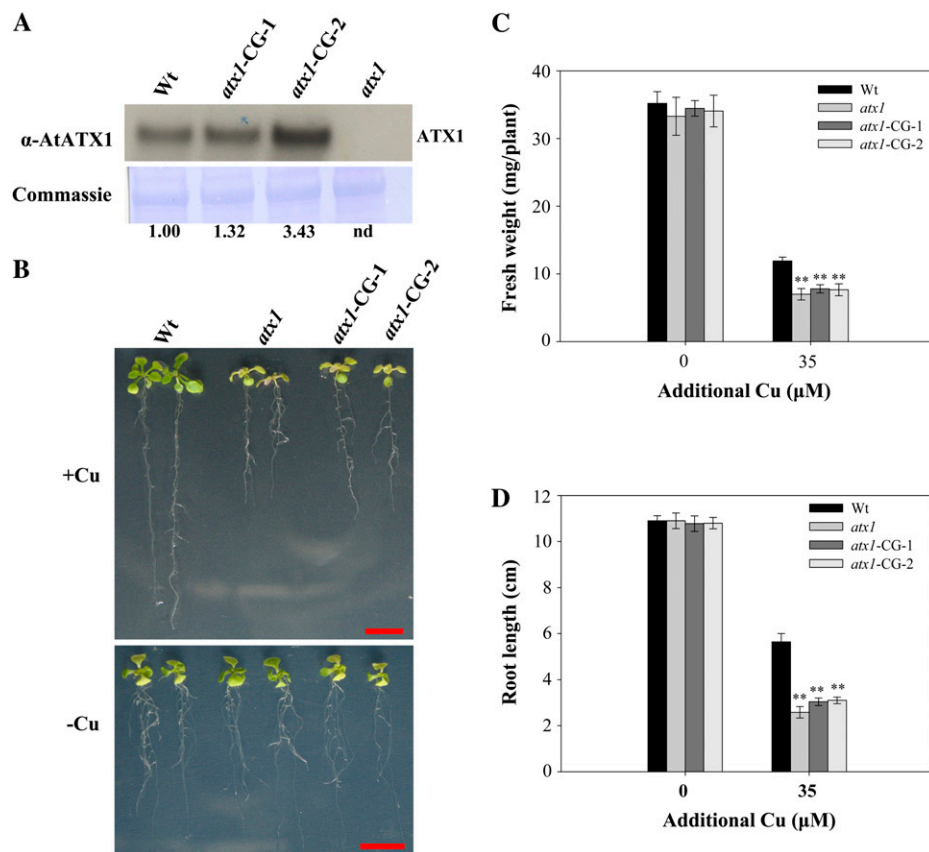 A
Wt
atx1-CG-1
atx1-CG-2
atx1
α-AtATX1
ATX1
Commassie
1.00 1.32 3.43 nd
B
Wt
atx1
atx1-CG-1
atx1-CG-2
+Cu
-Cu
C
40
30
20
10
0
Fresh weight (mg/plant)
Wt
atx1
atx1-CG-1
atx1-CG-2
** ** **
0 35
Additional Cu (µM)
D
12
10
8
6
4
2
0
Root length (cm)
Wt
atx1
atx1-CG-1
atx1-CG-2
** ** **
0 35
Additional Cu (µM)